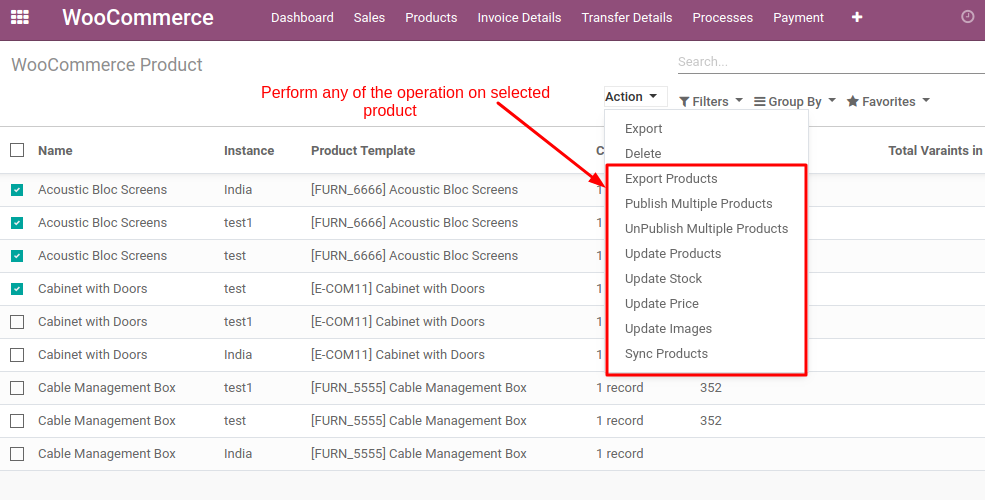 WooCommerce Dashboard Sales Products Invoice Details Transfer Details Processes Payment
WooCommerce Product
Search...
Perform any of the operation on selected
product
Action Filters Group By Favorites
Export
Delete
Export Products
Publish Multiple Products
UnPublish Multiple Products
Update Products
Update Stock
Update Price
Update Images
Sync Products
Name Instance Product Template C Total Varaints in
Acoustic Bloc Screens India [FURN_6666] Acoustic Bloc Screens 1
Acoustic Bloc Screens test1 [FURN_6666] Acoustic Bloc Screens 1
Acoustic Bloc Screens test [FURN_6666] Acoustic Bloc Screens 1
Cabinet with Doors test [E-COM11] Cabinet with Doors 1
Cabinet with Doors test1 [E-COM11] Cabinet with Doors 1
Cabinet with Doors India [E-COM11] Cabinet with Doors 1
Cable Management Box test1 [FURN_5555] Cable Management Box 1 record 352
Cable Management Box test [FURN_5555] Cable Management Box 1 record 352
Cable Management Box India [FURN_5555] Cable Management Box 1 record